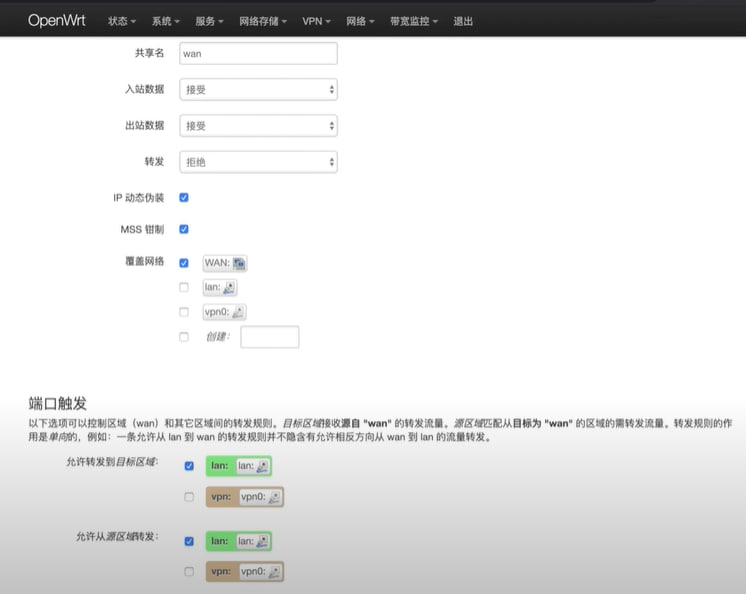 OpenWrt 状态 系统 服务 网络存储 VPN 网络 带宽监控 退出
共享名 wan
入站数据 接受
出站数据 接受
转发 拒绝
IP 动态伪装
MSS 钳制
覆盖网络 WAN:
lan:
vpn0:
创建:
端口触发
以下选项可以控制区域（wan）和其它区域间的转发规则。目标区域接收源自 "wan" 的转发流量。源区域匹配从目标为 "wan" 的区域的需转发流量。转发规则的作
用是单向的，例如：一条允许从 lan 到 wan 的转发规则并不隐含有允许相反方向从 wan 到 lan 的流量转发。
允许转发到目标区域: lan: lan:
vpn: vpn0:
允许从源区域转发: lan: lan:
vpn: vpn0: